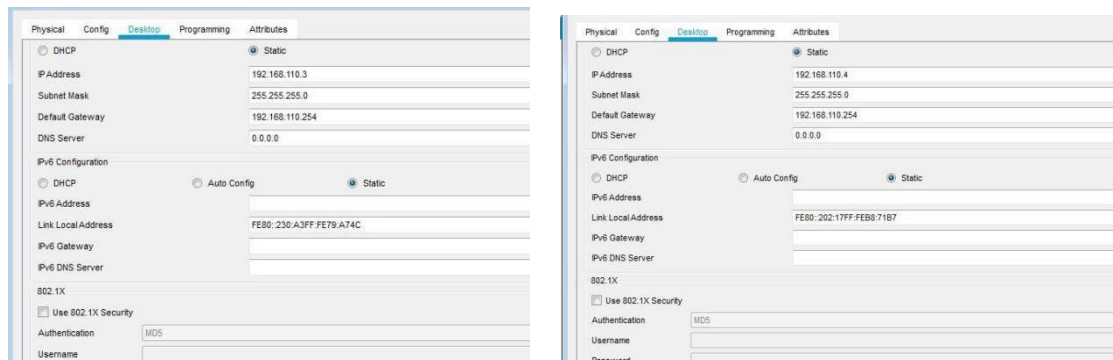 Physical Config Desktop Programming Attributes
DHCP Static
IP Address 192.168.110.3
Subnet Mask 255.255.255.0
Default Gateway 192.168.110.254
DNS Server 0.0.0.0
IPv6 Configuration
DHCP Auto Config Static
IPv6 Address
Link Local Address FE80::230:A3FF:FE79:A74C
IPv6 Gateway
IPv6 DNS Server
802.1X
Use 802.1X Security
Authentication MD5
Username
Physical Config Desktop Programming Attributes
DHCP Static
IP Address 192.168.110.4
Subnet Mask 255.255.255.0
Default Gateway 192.168.110.254
DNS Server 0.0.0.0
IPv6 Configuration
DHCP Auto Config Static
IPv6 Address
Link Local Address FE80::202:17FF:FEB8:71B7
IPv6 Gateway
IPv6 DNS Server
802.1X
Use 802.1X Security
Authentication MD5
Username
Password